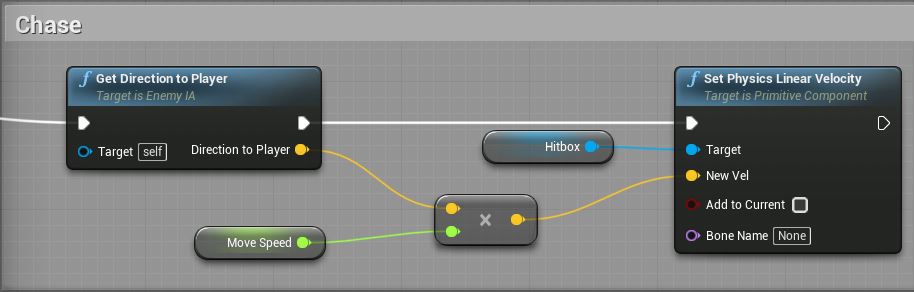 Chase
f Get Direction to Player
Target is Enemy IA
Target self
Direction to Player
Move Speed
×
Hitbox
f Set Physics Linear Velocity
Target is Primitive Component
Target
New Vel
Add to Current
Bone Name None